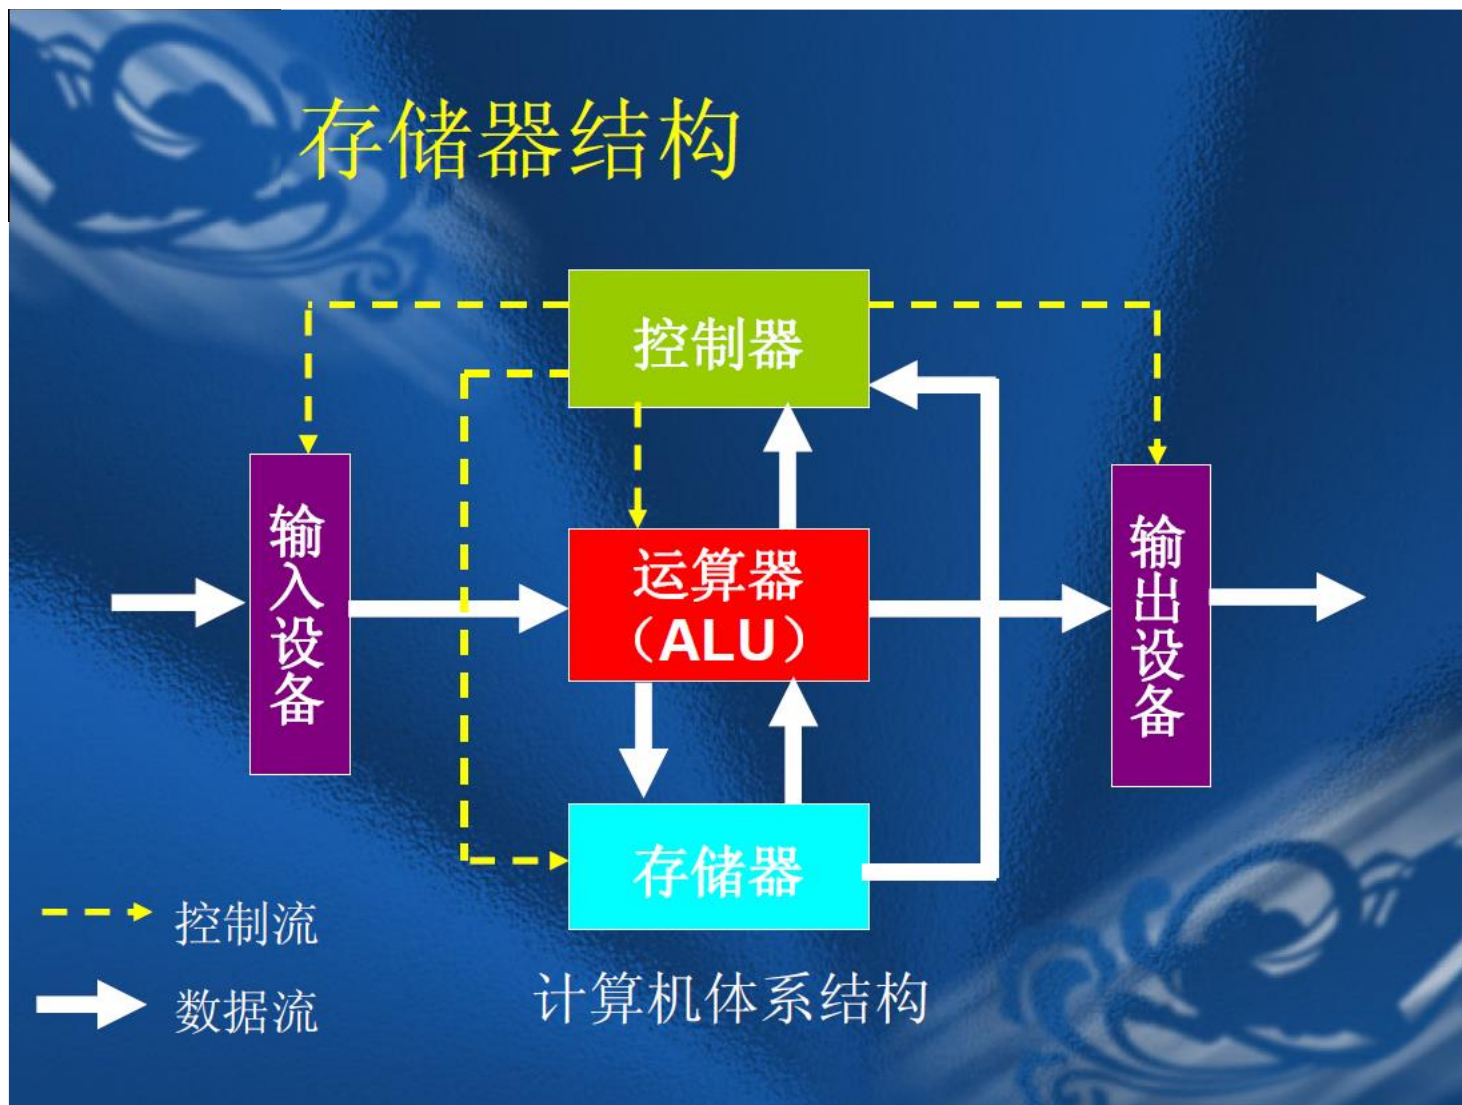 存储器结构
控制器
输入设备
运算器
（ALU）
输出设备
存储器
控制流
数据流
计算机体系结构